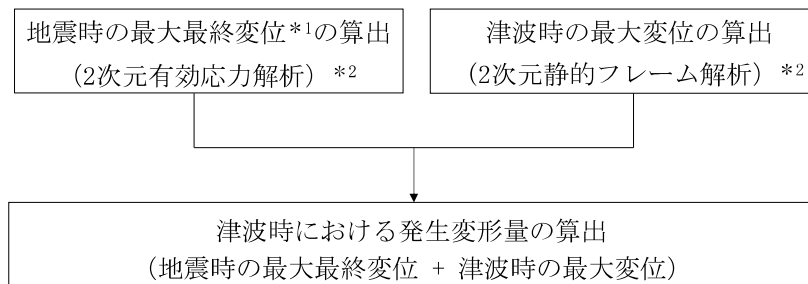 地震時の最大最終変位*1の算出
（2次元有効応力解析）*2
津波時の最大変位の算出
（2次元静的フレーム解析）*2
津波時における発生変形量の算出
（地震時の最大最終変位 + 津波時の最大変位）